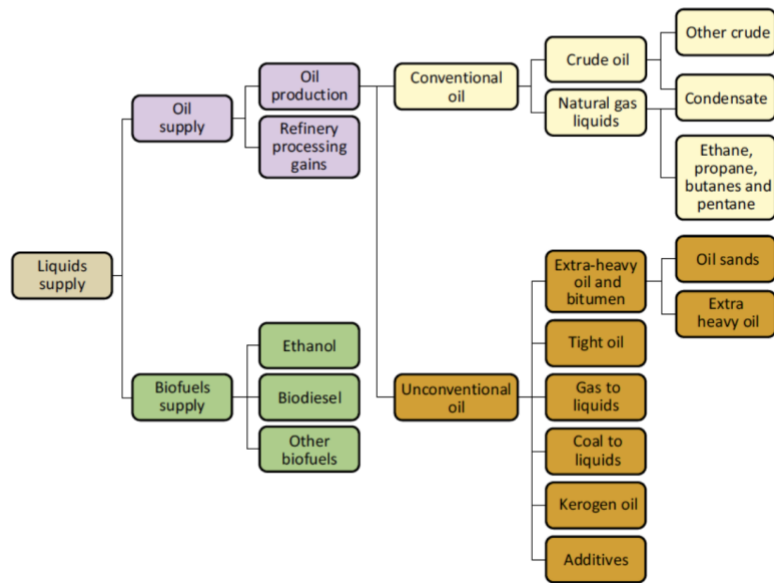 Liquids
supply
Oil
supply
Biofuels
supply
Oil
production
Refinery
processing
gains
Ethanol
Biodiesel
Other
biofuels
Conventional
oil
Unconventional
oil
Crude oil
Natural gas
liquids
Extra-heavy
oil and
bitumen
Tight oil
Gas to
liquids
Coal to
liquids
Kerogen oil
Additives
Other crude
Condensate
Ethane,
propane,
butanes and
pentane
Oil sands
Extra
heavy oil